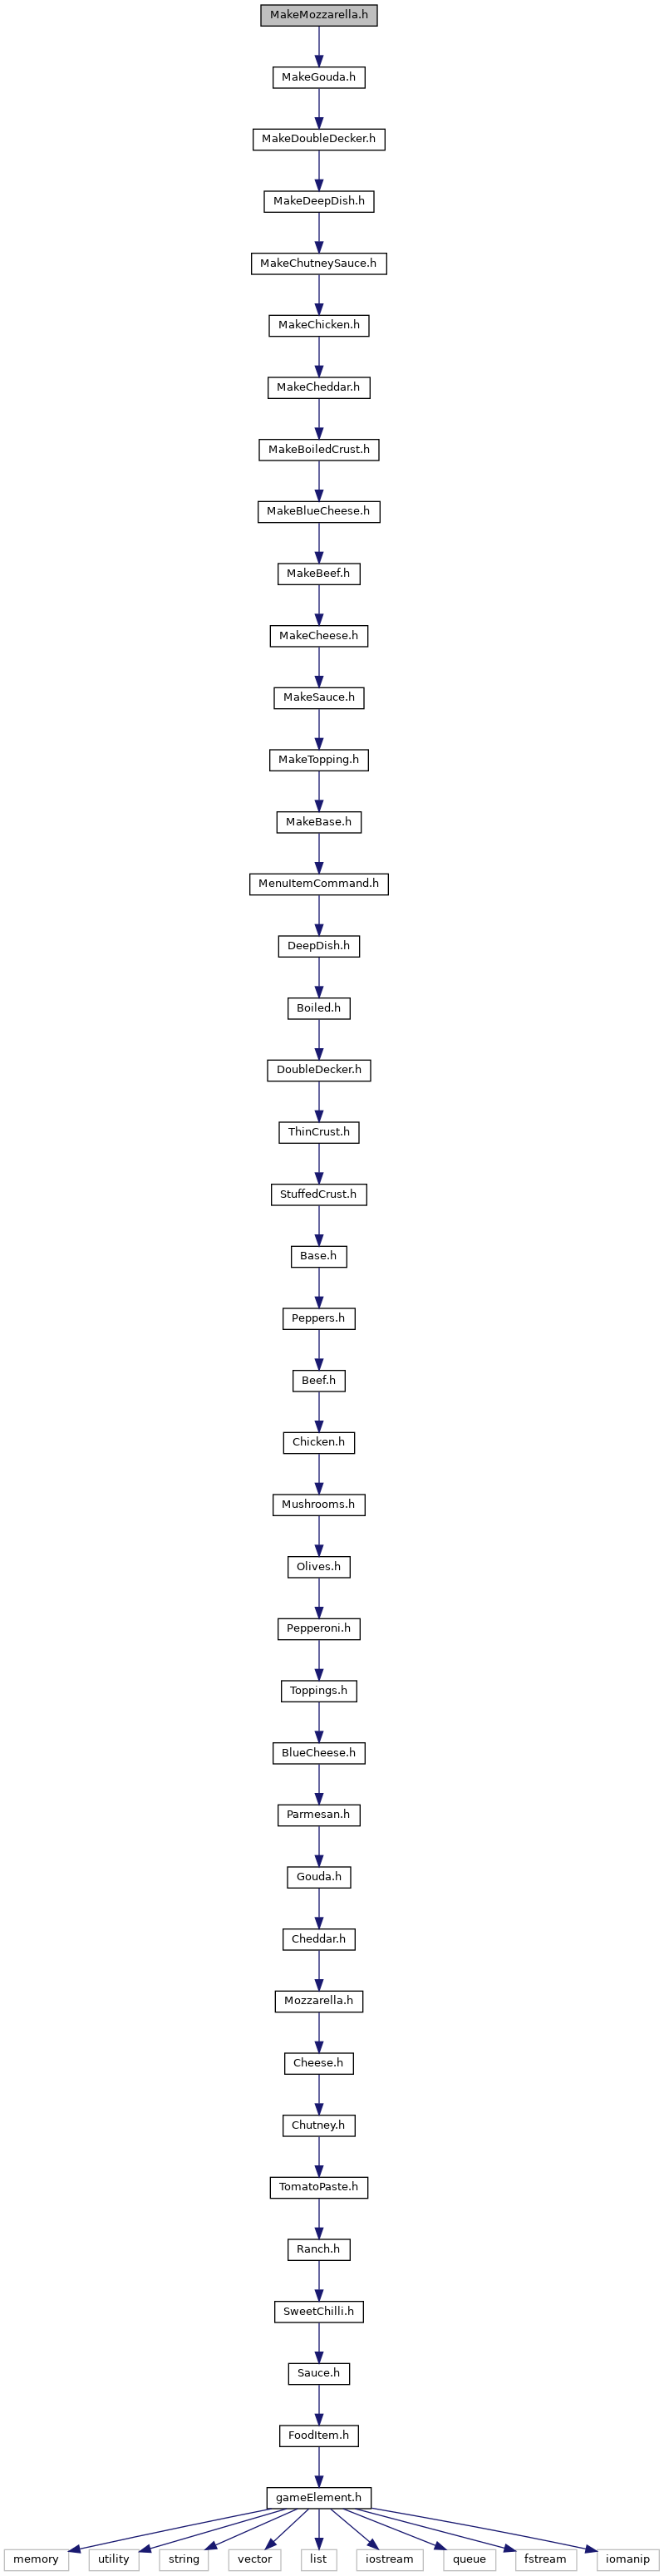 MakeMozzarella.h
MakeGouda.h
MakeDoubleDecker.h
MakeDeepDish.h
MakeChutneySauce.h
MakeChicken.h
MakeCheddar.h
MakeBoiledCrust.h
MakeBlueCheese.h
MakeBeef.h
MakeCheese.h
MakeSauce.h
MakeTopping.h
MakeBase.h
MenuItemCommand.h
DeepDish.h
Boiled.h
DoubleDecker.h
ThinCrust.h
StuffedCrust.h
Base.h
Peppers.h
Beef.h
Chicken.h
Mushrooms.h
Olives.h
Pepperoni.h
Toppings.h
BlueCheese.h
Parmesan.h
Gouda.h
Cheddar.h
Mozzarella.h
Cheese.h
Chutney.h
TomatoPaste.h
Ranch.h
SweetChilli.h
Sauce.h
FoodItem.h
gameElement.h
memory utility string vector list iostream queue fstream iomanip